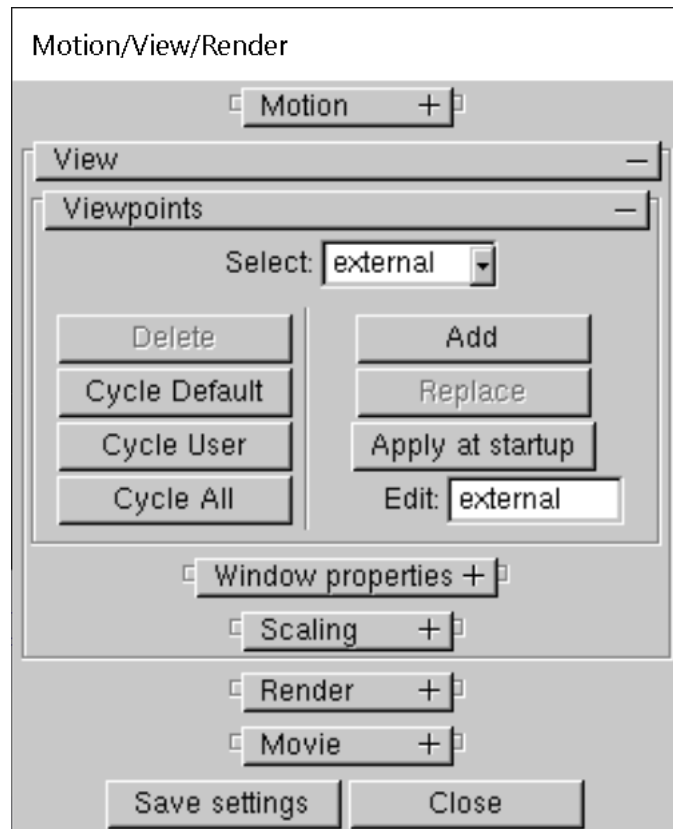 Motion/View/Render
Motion +
View −
Viewpoints −
Select: external
Delete Add
Cycle Default Replace
Cycle User Apply at startup
Cycle All Edit: external
Window properties +
Scaling +
Render +
Movie +
Save settings Close